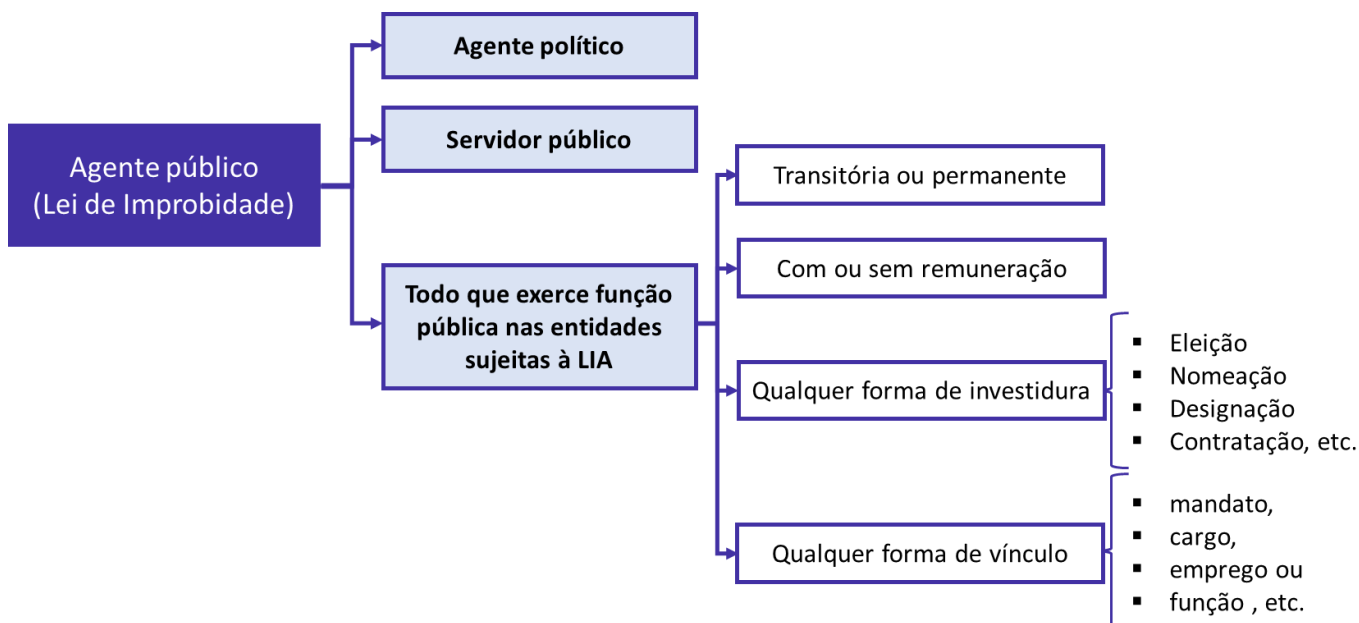 Agente político
Servidor público
Agente público
(Lei de Improbidade)
Todo que exerce função
pública nas entidades
sujeitas à LIA
Transitória ou permanente
Com ou sem remuneração
Qualquer forma de investidura
▪ Eleição
▪ Nomeação
▪ Designação
▪ Contratação, etc.
Qualquer forma de vínculo
▪ mandato,
▪ cargo,
▪ emprego ou
▪ função , etc.